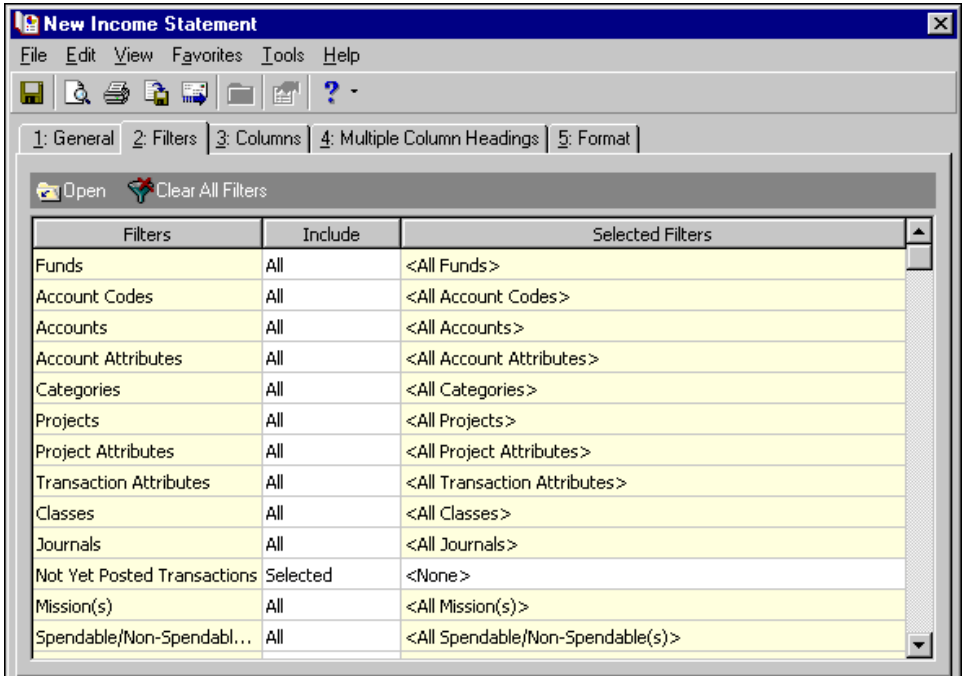 New Income Statement
File Edit View Favorites Tools Help
?
1: General 2: Filters 3: Columns 4: Multiple Column Headings 5: Format
Open Clear All Filters
Filters Include Selected Filters
Funds All <All Funds>
Account Codes All <All Account Codes>
Accounts All <All Accounts>
Account Attributes All <All Account Attributes>
Categories All <All Categories>
Projects All <All Projects>
Project Attributes All <All Project Attributes>
Transaction Attributes All <All Transaction Attributes>
Classes All <All Classes>
Journals All <All Journals>
Not Yet Posted Transactions Selected <None>
Mission(s) All <All Mission(s)>
Spendable/Non-Spendabl... All <All Spendable/Non-Spendable(s)>